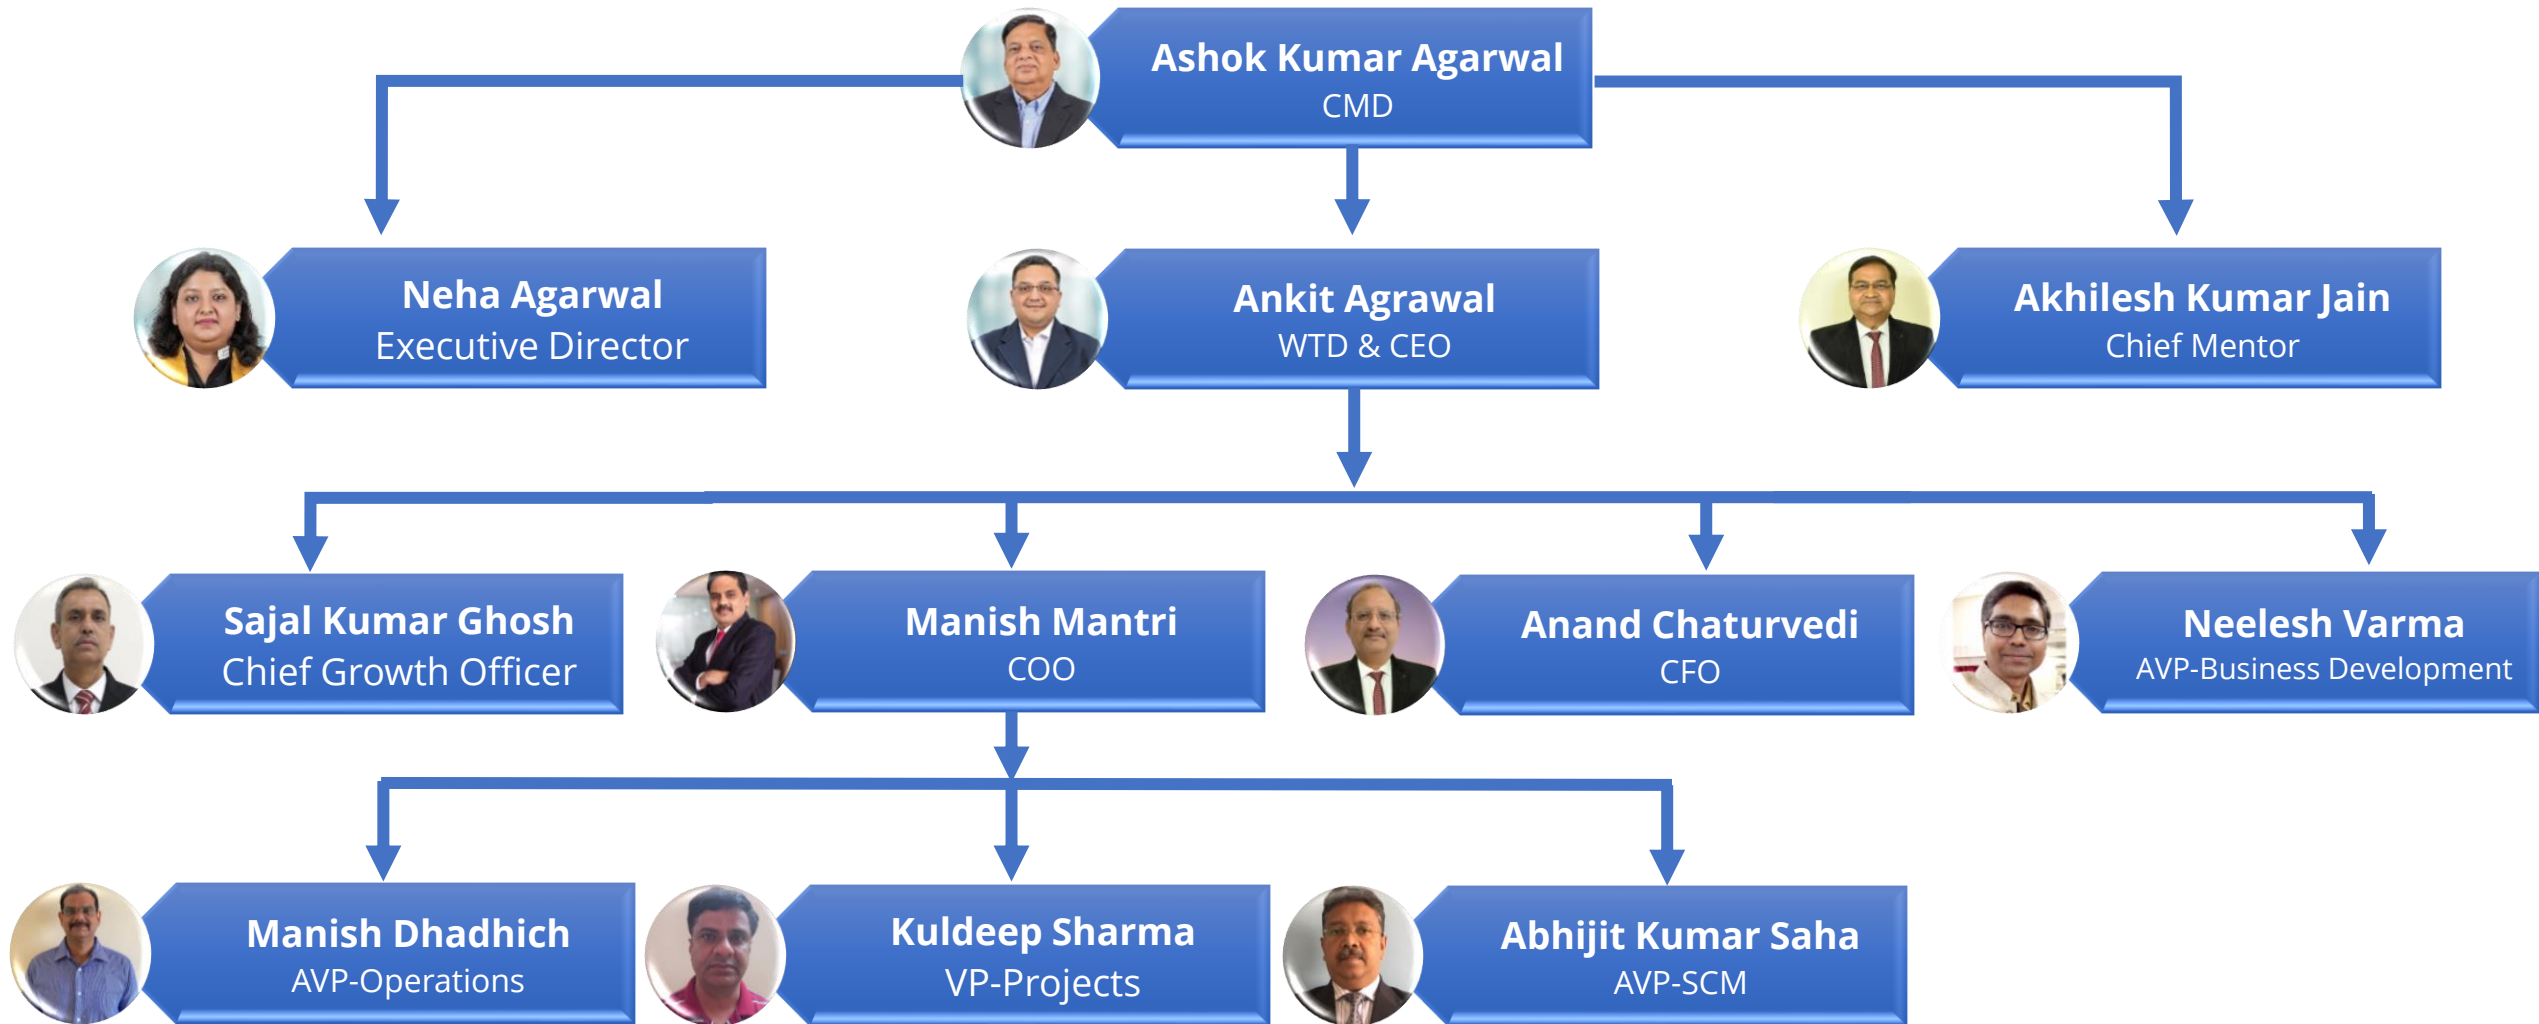 Ashok Kumar Agarwal
CMD
Neha Agarwal
Executive Director
Ankit Agrawal
WTD & CEO
Akhilesh Kumar Jain
Chief Mentor
Sajal Kumar Ghosh
Chief Growth Officer
Manish Mantri
COO
Anand Chaturvedi
CFO
Neelesh Varma
AVP-Business Development
Manish Dhadhich
AVP-Operations
Kuldeep Sharma
VP-Projects
Abhijit Kumar Saha
AVP-SCM